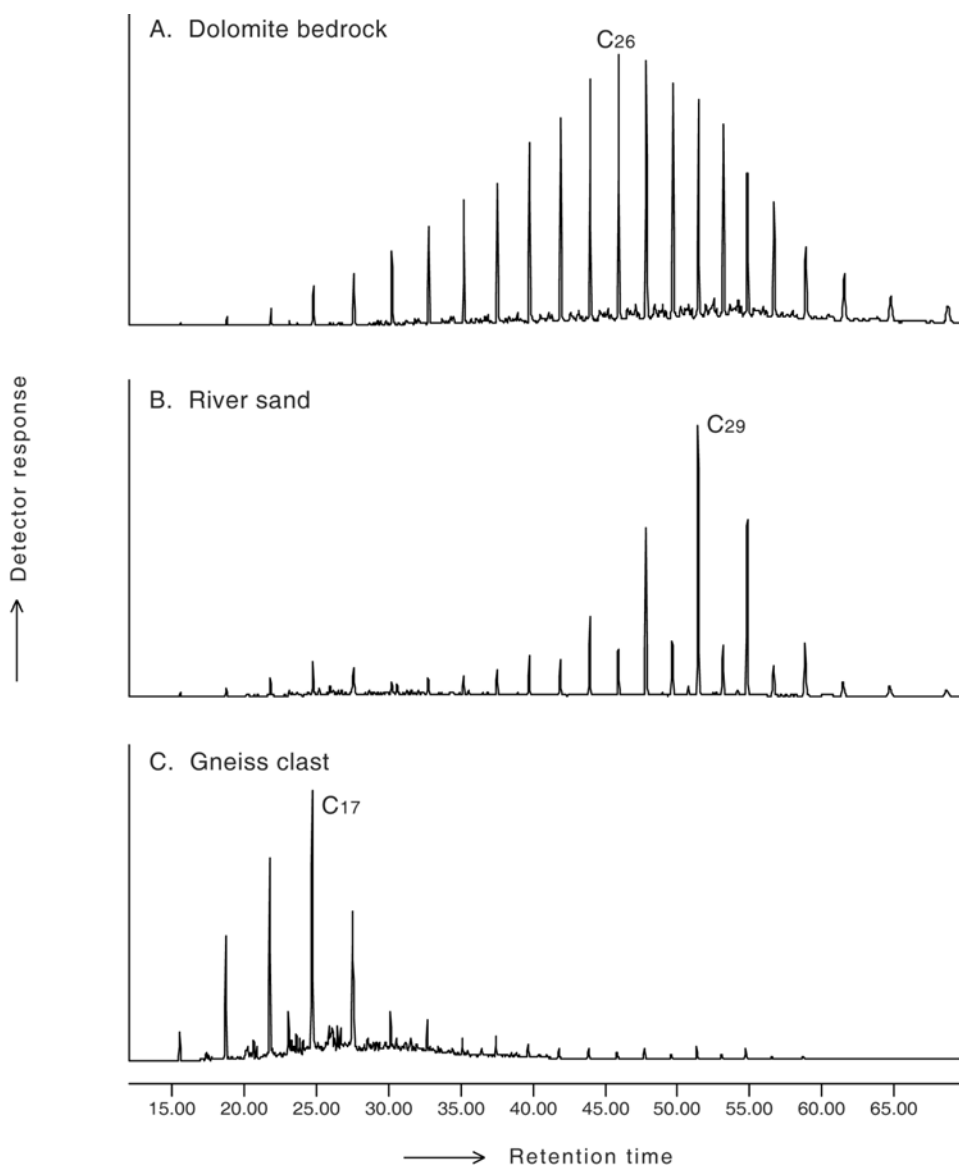 A. Dolomite bedrock
C26
B. River sand
C29
Detector response
C. Gneiss clast
C17
15.00 20.00 25.00 30.00 35.00 40.00 45.00 50.00 55.00 60.00 65.00
Retention time